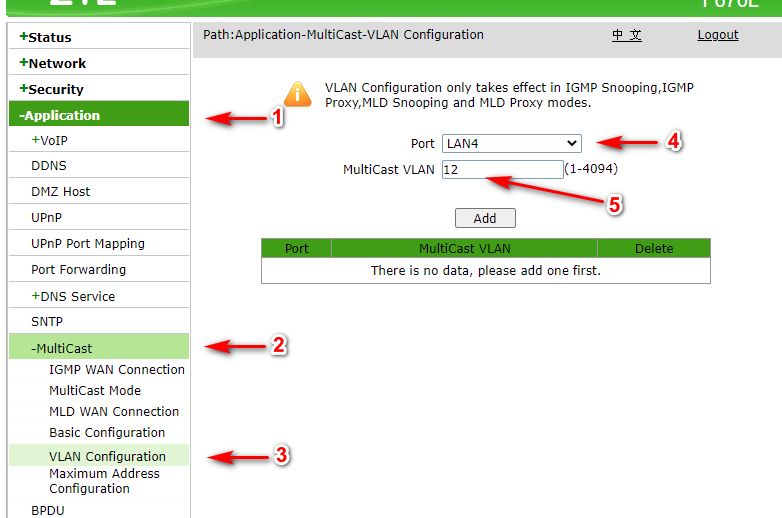 +Status
+Network
+Security
-Application
+VoIP
DDNS
DMZ Host
UPnP
UPnP Port Mapping
Port Forwarding
+DNS Service
SNTP
-MultiCast
IGMP WAN Connection
MultiCast Mode
MLD WAN Connection
Basic Configuration
VLAN Configuration
Maximum Address
Configuration
BPDU
Path:Application-MultiCast-VLAN Configuration 中 文 Logout
VLAN Configuration only takes effect in IGMP Snooping,IGMP
Proxy,MLD Snooping and MLD Proxy modes.
1
Port LAN4 4
MultiCast VLAN 12 (1-4094)
5
Add
Port MultiCast VLAN Delete
There is no data, please add one first.
2
3